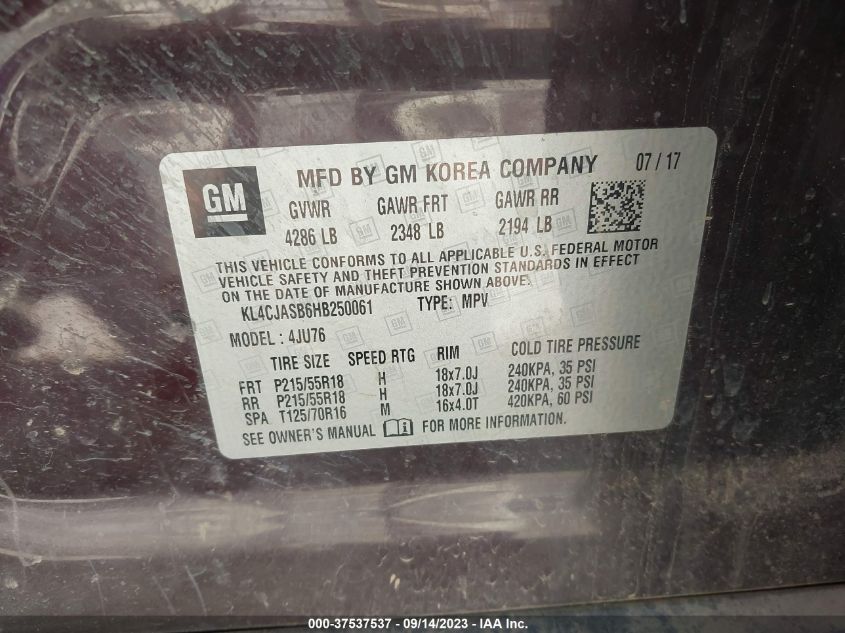 GM
MFD BY GM KOREA COMPANY 07 / 17
GVWR GAWR FRT GAWR RR
4286 LB 2348 LB 2194 LB
THIS VEHICLE CONFORMS TO ALL APPLICABLE U.S. FEDERAL MOTOR
VEHICLE SAFETY AND THEFT PREVENTION STANDARDS IN EFFECT
ON THE DATE OF MANUFACTURE SHOWN ABOVE.
KL4CJASB6HB250061 TYPE: MPV
MODEL : 4JU76
TIRE SIZE SPEED RTG RIM COLD TIRE PRESSURE
FRT P215/55R18 H 18x7.0J 240KPA, 35 PSI
RR P215/55R18 H 18x7.0J 240KPA, 35 PSI
SPA T125/70R16 M 16x4.0T 420KPA, 60 PSI
SEE OWNER'S MANUAL FOR MORE INFORMATION.
000-37537537 - 09/14/2023 - IAA Inc.